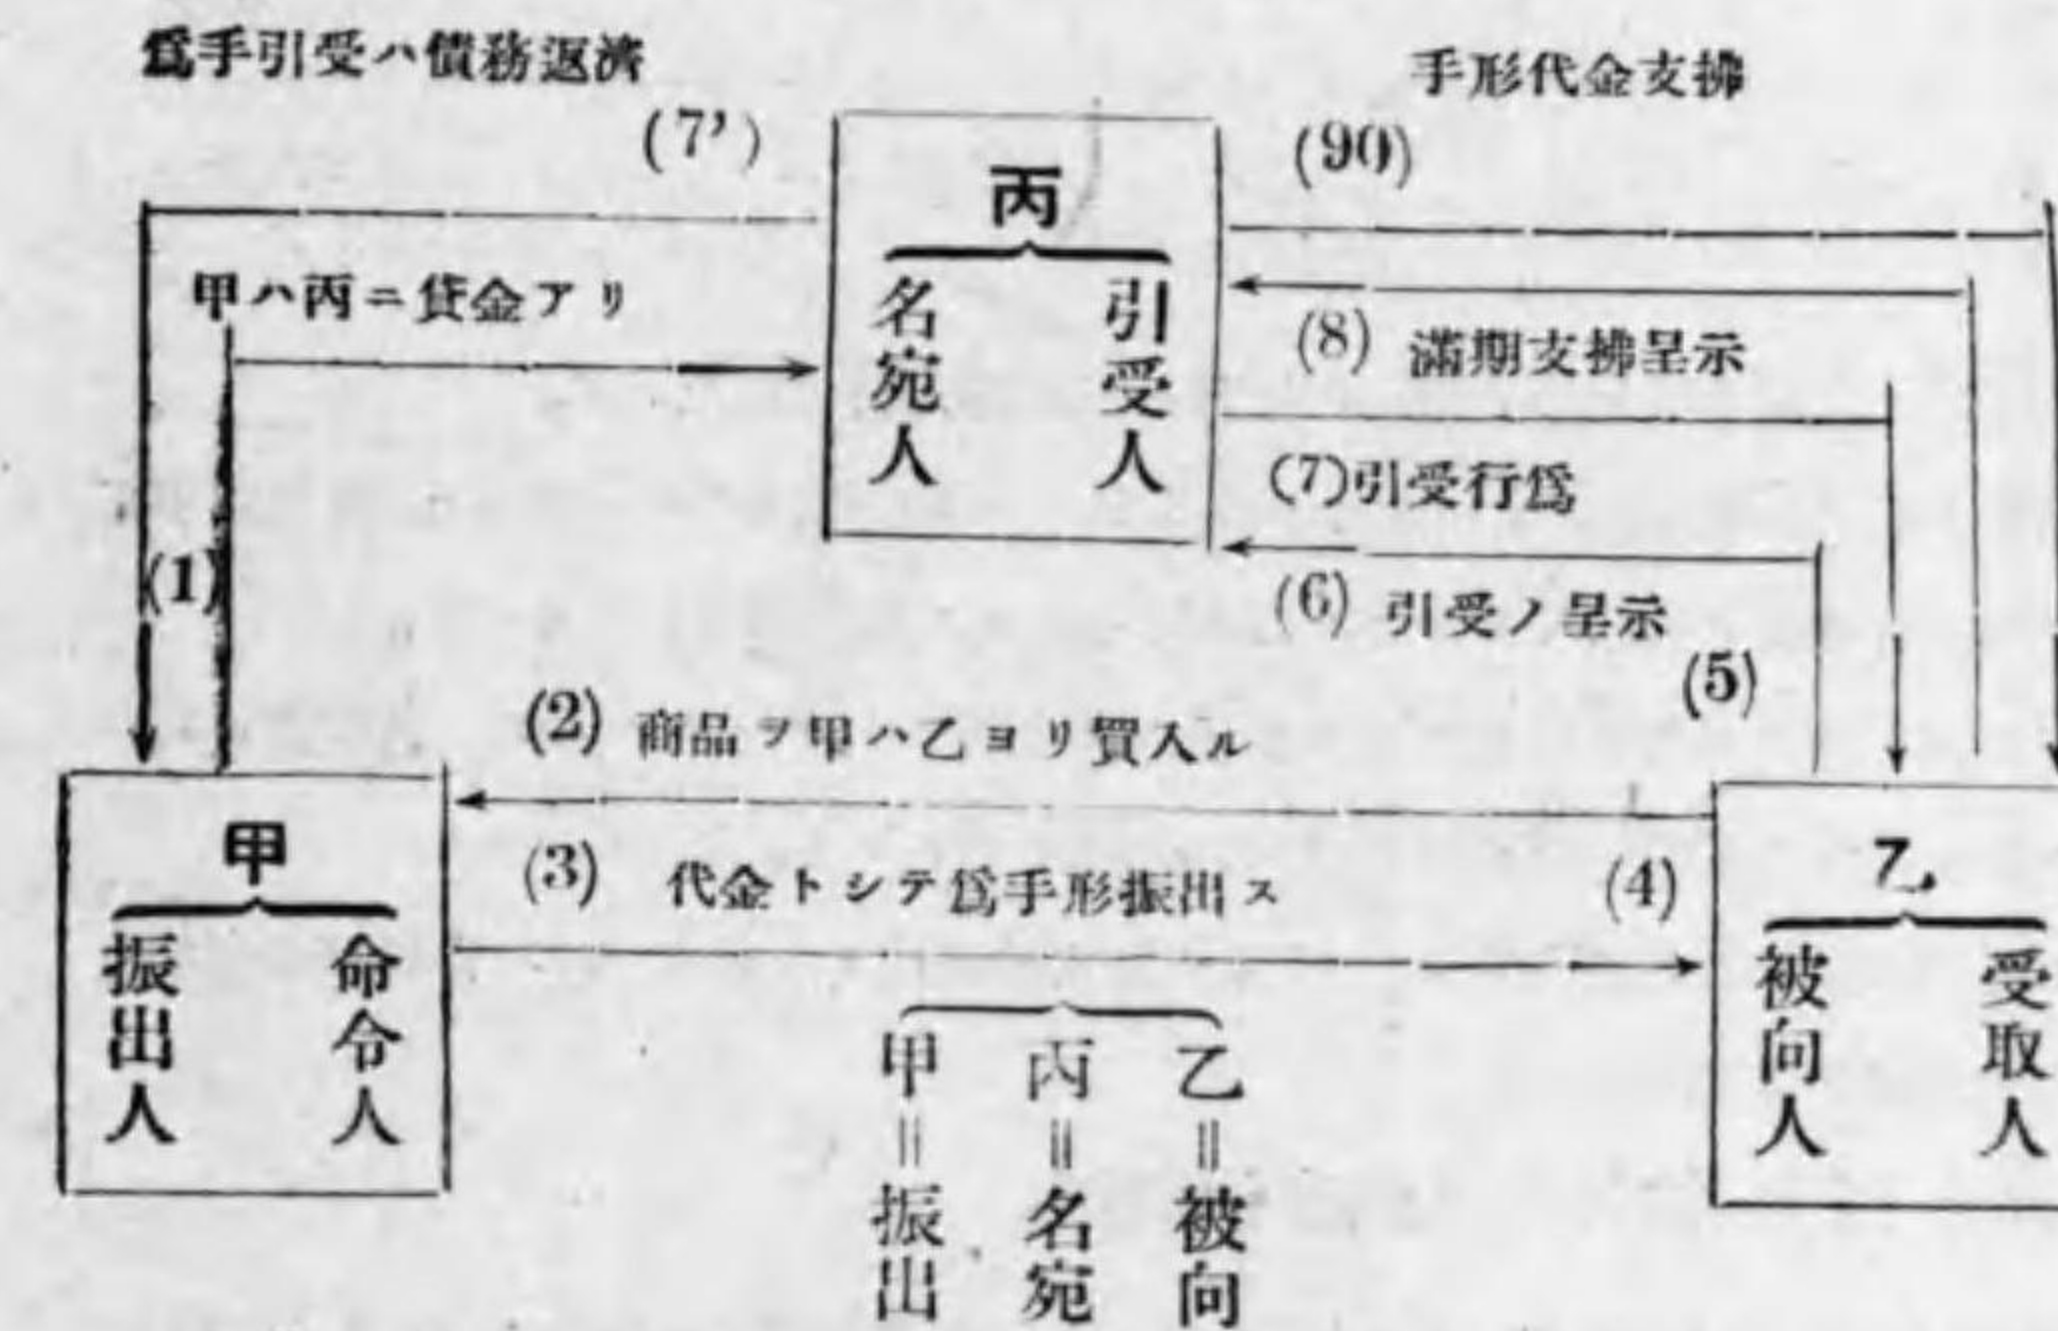 爲手引受ハ債務返濟
(7')
手形代金支拂
(90)
丙
引受人
名宛人
甲ハ丙ニ貸金アリ
(8) 滿期支拂呈示
(7)引受行爲
(6) 引受ノ呈示
(1)
(5)
(2) 商品ヲ甲ハ乙ヨリ買入ル
(3) 代金トシテ爲手形振出ス
(4)
甲
命令人
振出人
乙
受取人
被向人
乙=被向
丙=名宛
甲=振出